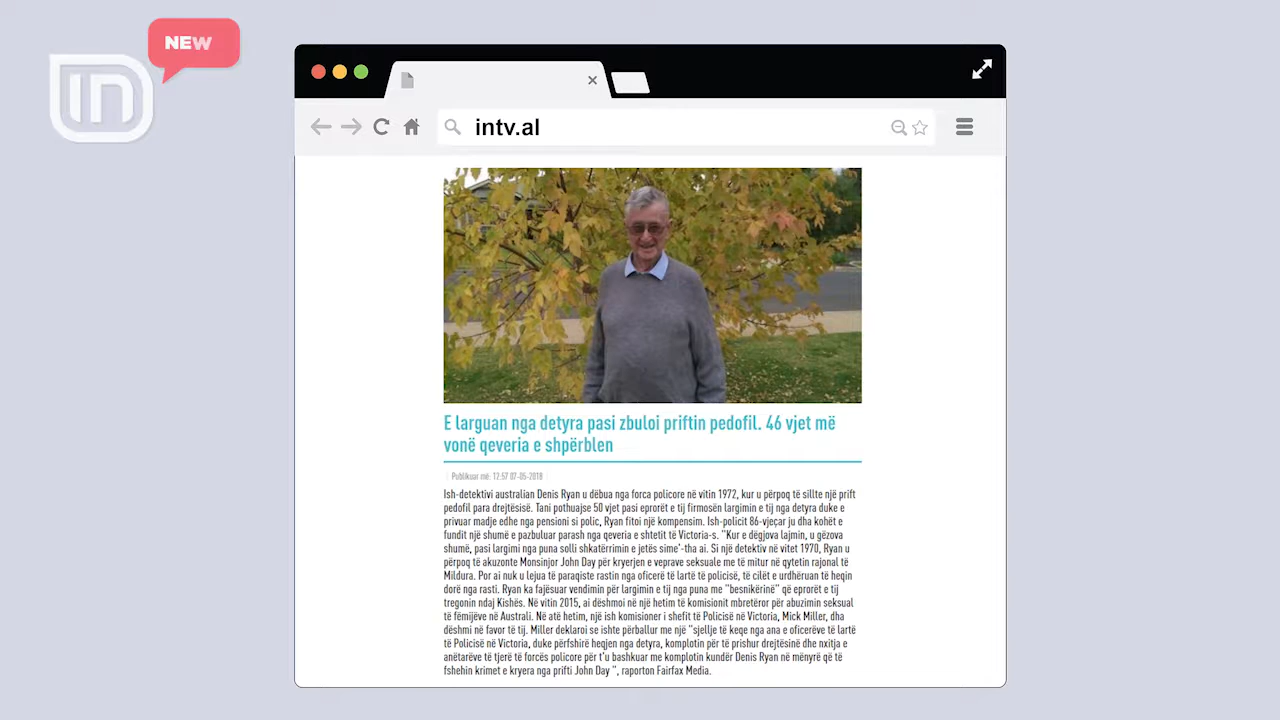 IN
NEW
intv.al
E larguan nga detyra pasi zbuloi priftin pedofil. 46 vjet më
vonë qeveria e shpërblen
Publikuar më: 12:57 07-05-2018
Ish-detektivi australian Denis Ryan u dëbua nga forca policore në vitin 1972, kur u përpoq të sillte një prift
pedofil para drejtësisë. Tani pothuajse 50 vjet pasi eprorët e tij firmosën largimin e tij nga detyra duke e
privuar madje edhe nga pensioni si polic, Ryan fitoi një kompensim. Ish-policit 86-vjeçar ju dha kohët e
fundit një shumë e pazbuluar parash nga qeveria e shtetit të Victoria-s. "Kur e dëgjova lajmin, u gëzova
shumë, pasi largimi nga puna solli shkatërrimin e jetës sime'-tha ai. Si një detektiv në vitet 1970, Ryan u
përpoq të akuzonte Monsinjor John Day për kryerjen e veprave seksuale me të mitur në qytetin rajonal të
Mildura. Por ai nuk u lejua të paraqiste rastin nga oficerë të lartë të policisë, të cilët e urdhëruan të heqin
dorë nga rasti. Ryan ka fajësuar vendimin për largimin e tij nga puna me "besnikërinë" që eprorët e tij
tregonin ndaj Kishës. Në vitin 2015, ai dëshmoi në një hetim të komisionit mbretëror për abuzimin seksual
të fëmijëve në Australi. Në atë hetim, një ish komisioner i shefit të Policisë në Victoria, Mick Miller, dha
dëshmi në favor të tij. Miller deklaroi se ishte përballur me një "sjellje të keqe nga ana e oficerëve të lartë
të Policisë në Victoria, duke përfshirë heqjen nga detyra, komplotin për të prishur drejtësinë dhe nxitja e
anëtarëve të tjerë të forcës policore për t'u bashkuar me komplotin kundër Denis Ryan në mënyrë që të
fshehin krimet e kryera nga prifti John Day ", raporton Fairfax Media.